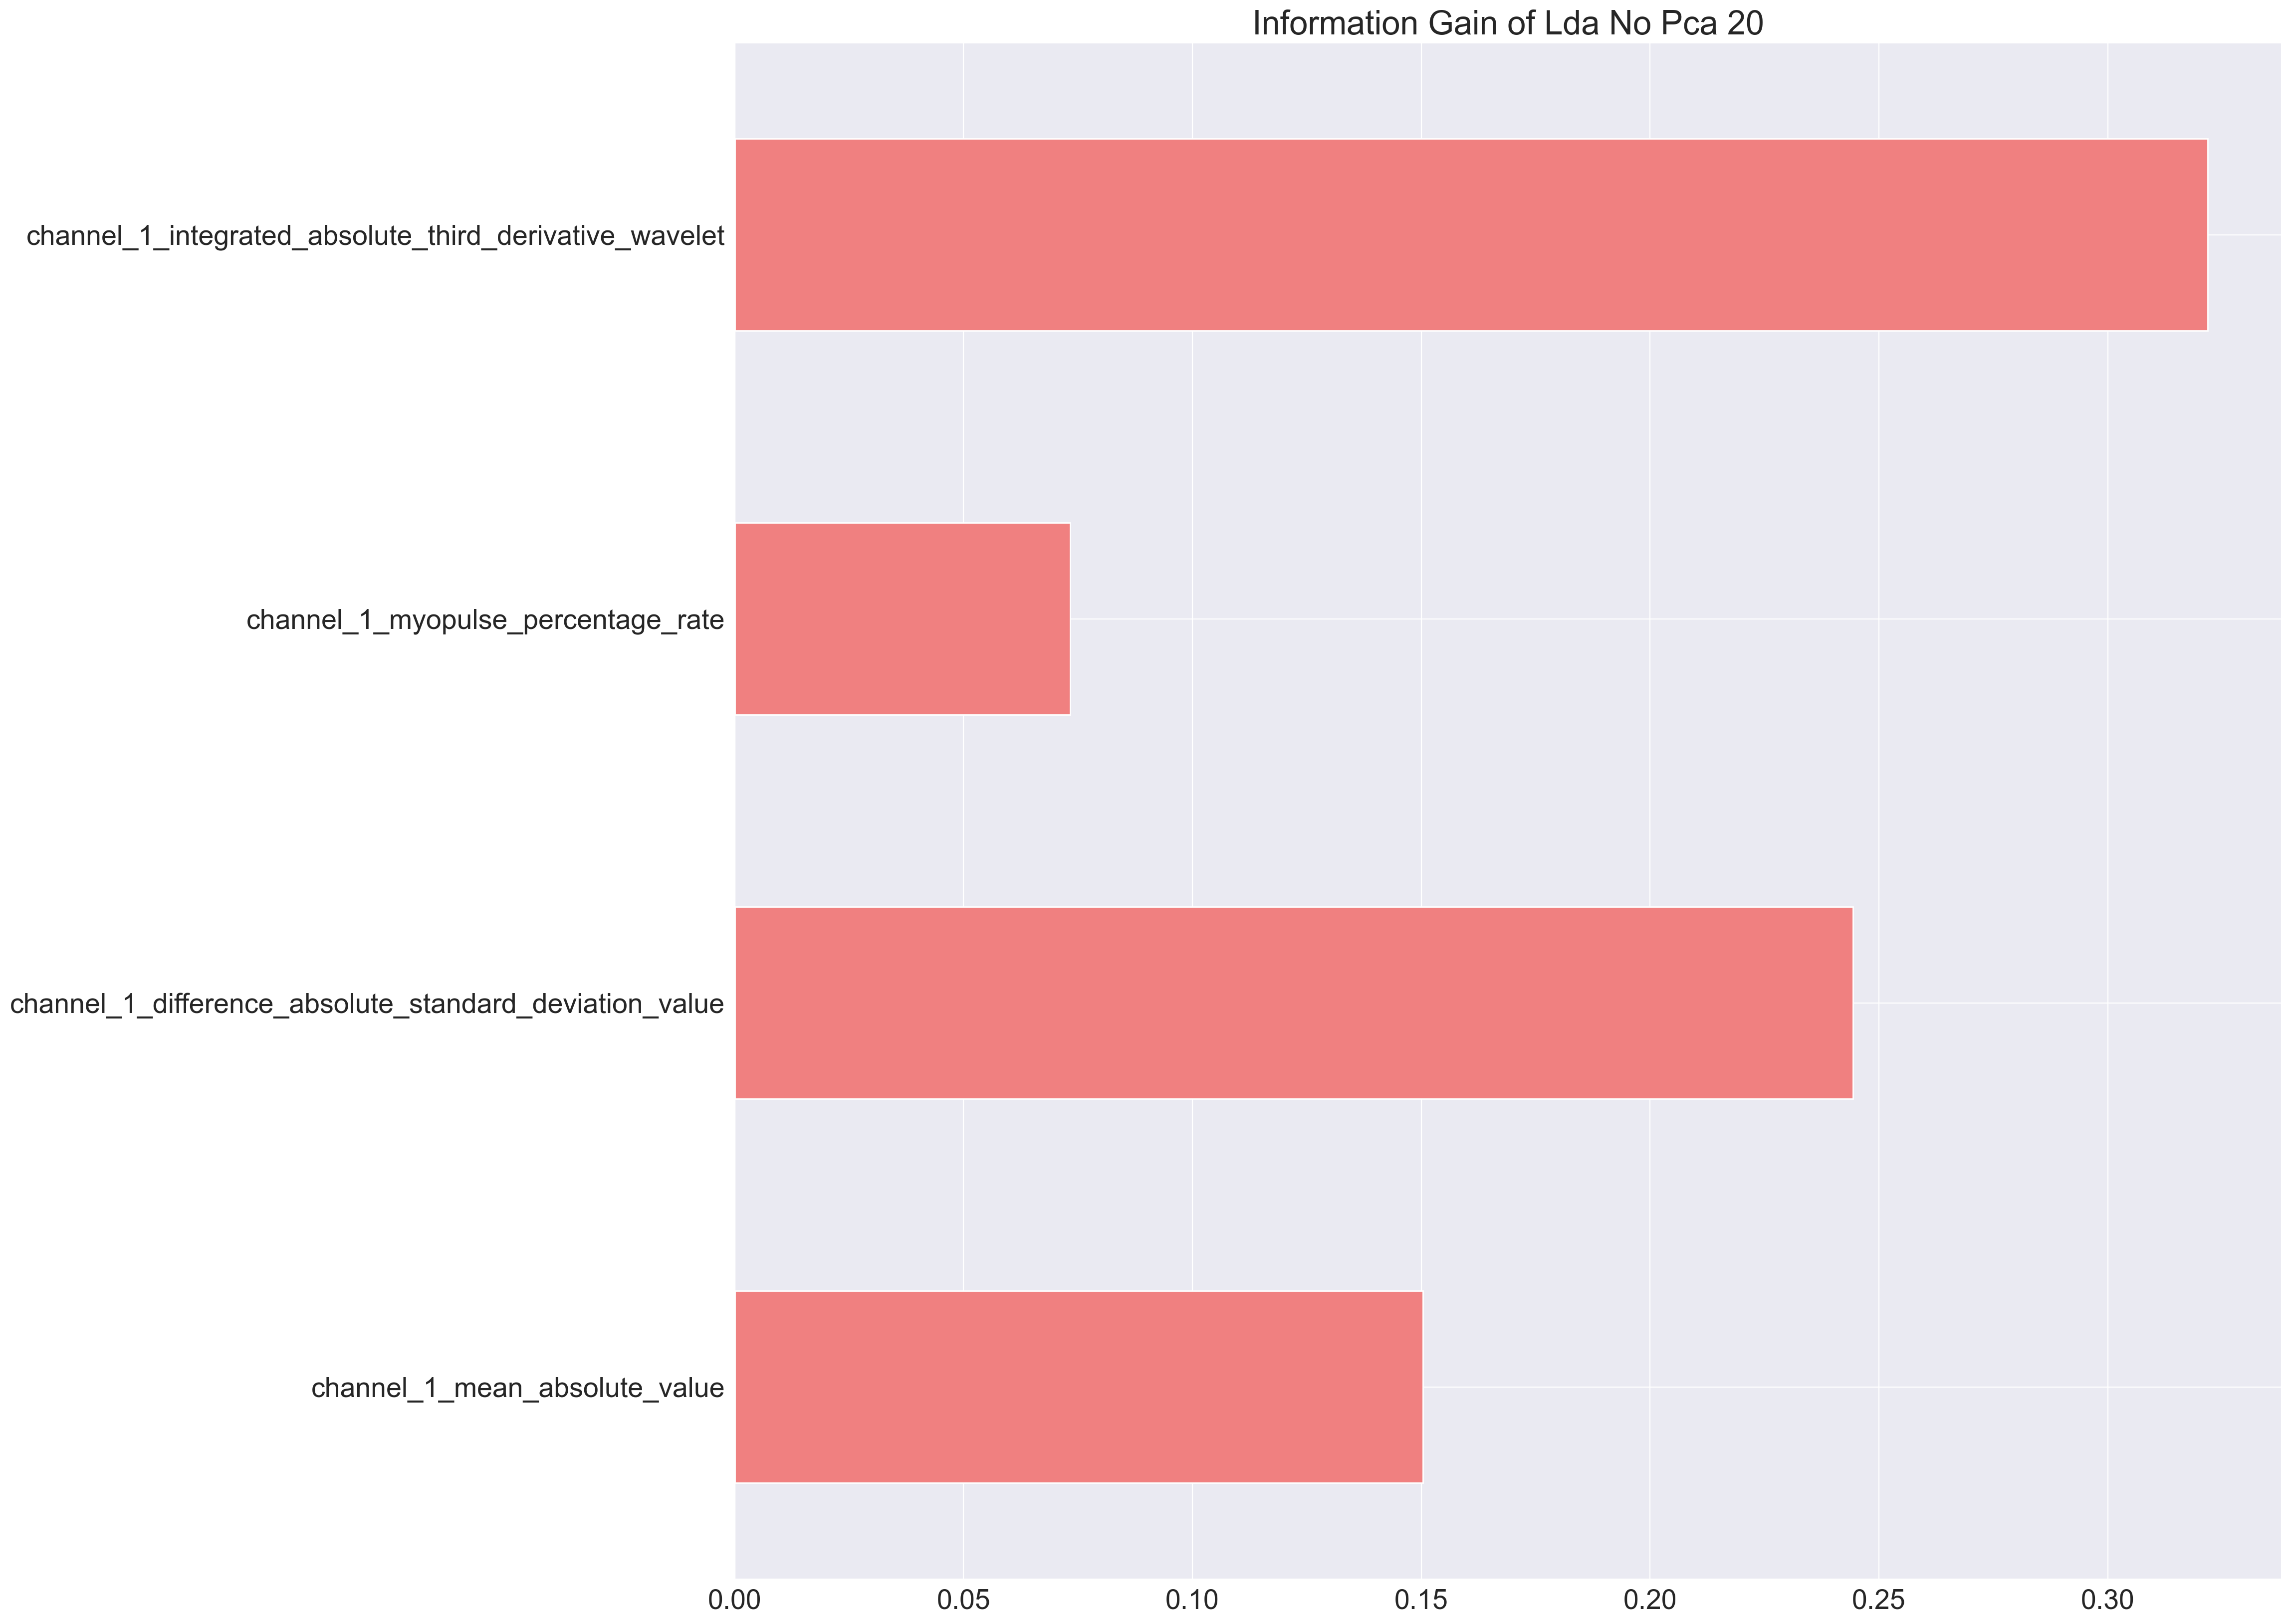 Information Gain of Lda No Pca 20
channel_1_integrated_absolute_third_derivative_wavelet
channel_1_myopulse_percentage_rate
channel_1_difference_absolute_standard_deviation_value
channel_1_mean_absolute_value
0.00 0.05 0.10 0.15 0.20 0.25 0.30